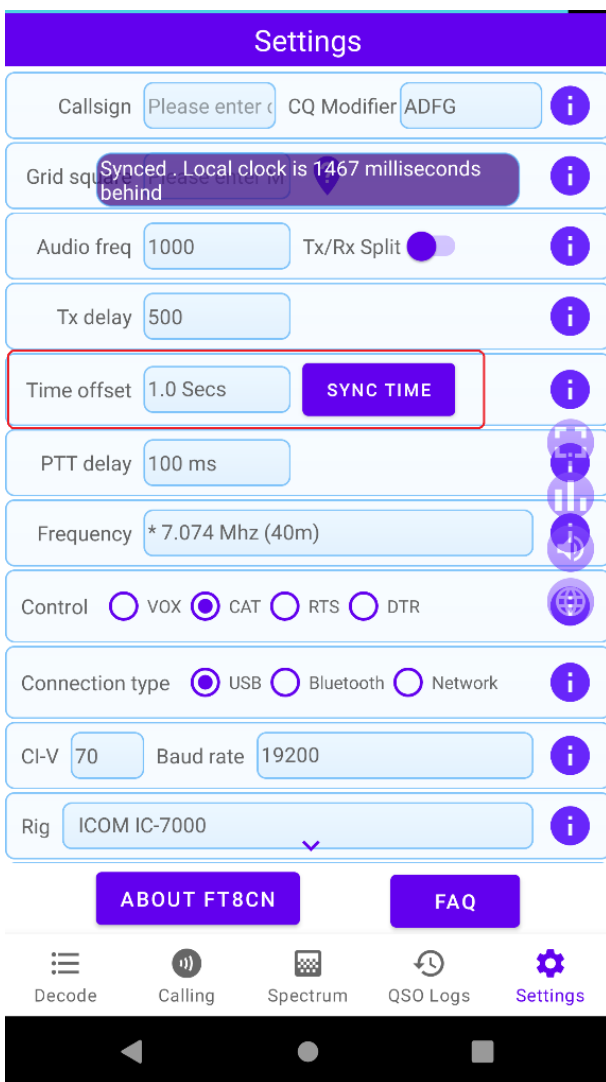 Settings
Callsign Please enter c CQ Modifier ADFG
Synced . Local clock is 1467 milliseconds
behind
Grid square Please enter M
Audio freq 1000 Tx/Rx Split
Tx delay 500
Time offset 1.0 Secs SYNC TIME
PTT delay 100 ms
Frequency * 7.074 Mhz (40m)
Control VOX CAT RTS DTR
Connection type USB Bluetooth Network
CI-V 70 Baud rate 19200
Rig ICOM IC-7000
ABOUT FT8CN FAQ
Decode Calling Spectrum QSO Logs Settings